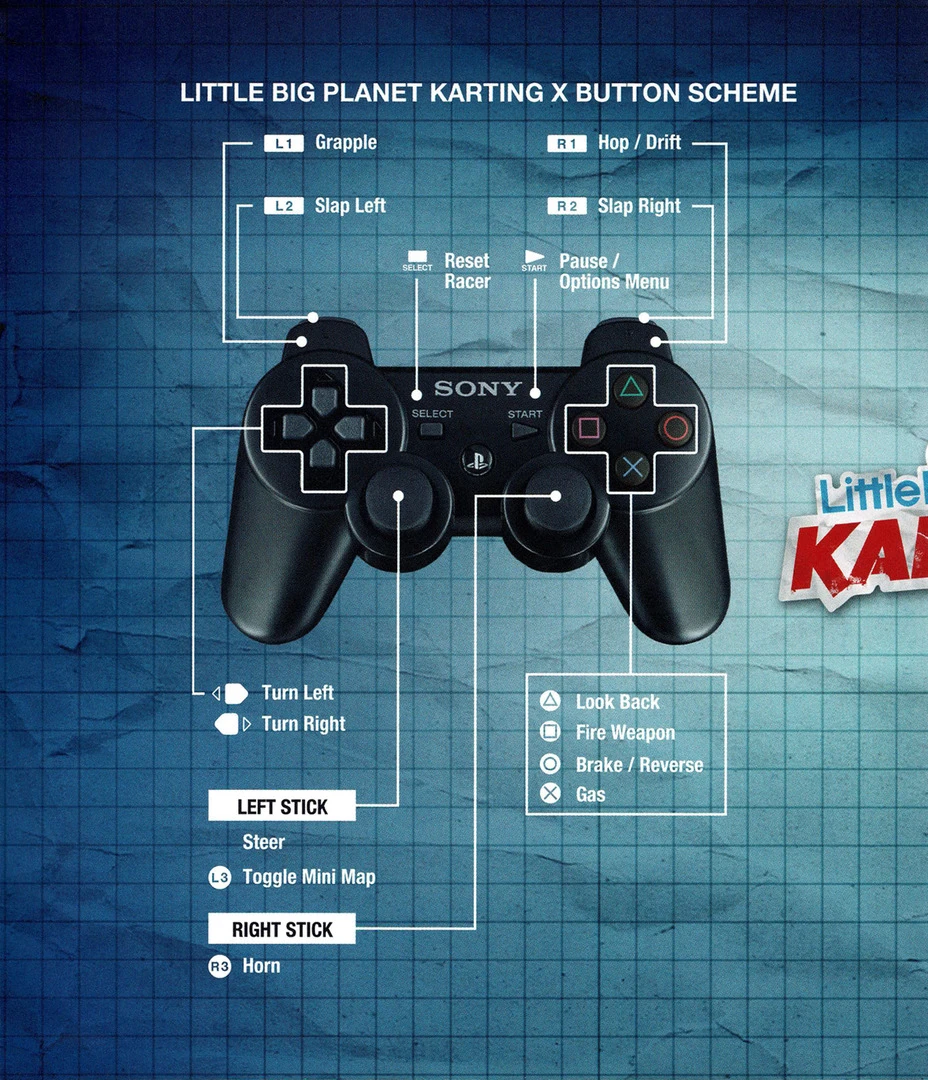 LITTLE BIG PLANET KARTING X BUTTON SCHEME
L1 Grapple
R1 Hop / Drift
L2 Slap Left
R2 Slap Right
SELECT Reset
Racer
START Pause /
Options Menu
SONY
SELECT START
Turn Left
Turn Right
Look Back
Fire Weapon
Brake / Reverse
Gas
LEFT STICK
Steer
L3 Toggle Mini Map
RIGHT STICK
R3 Horn
Little
KA